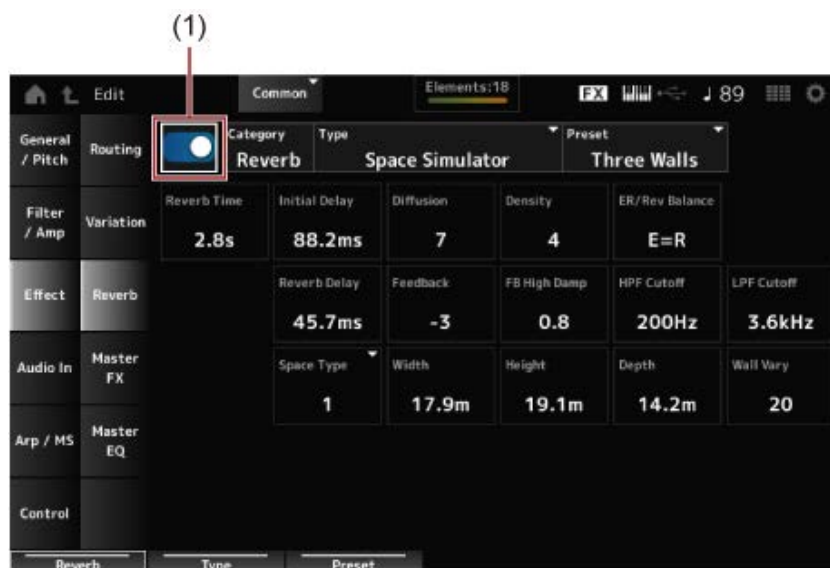 (1)
Edit
Common
Elements:18
FX
♩ 89
General / Pitch
Routing
Category
Reverb
Type
Space Simulator
Preset
Three Walls
Filter / Amp
Variation
Reverb Time
2.8s
Initial Delay
88.2ms
Diffusion
7
Density
4
ER/Rev Balance
E=R
Effect
Reverb
Reverb Delay
45.7ms
Feedback
-3
FB High Damp
0.8
HPF Cutoff
200Hz
LPF Cutoff
3.6kHz
Audio In
Master FX
Space Type
1
Width
17.9m
Height
19.1m
Depth
14.2m
Wall Vary
20
Arp / MS
Master EQ
Control
Reverb
Type
Preset